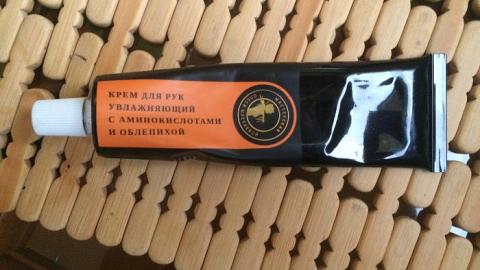 КРЕМ ДЛЯ РУК
УВЛАЖНЯЮЩИЙ
С АМИНОКИСЛОТАМИ
И ОБЛЕПИХОЙ